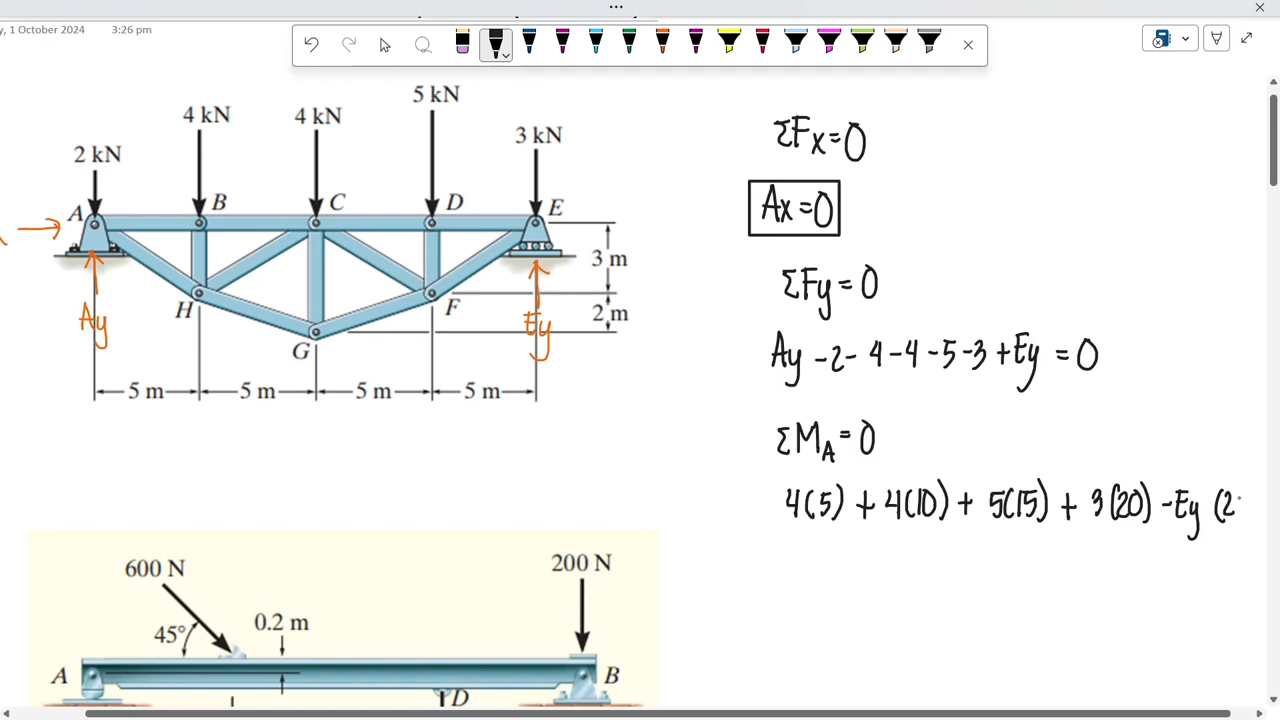 y, 1 October 2024 3:26 pm
ΣFx=0
Ax=0
ΣFy=0
Ay-2-4-4-5-3+Ey=0
ΣMA=0
4(5)+4(10)+5(15)+3(20)-Ey(2
5 kN
4 kN 4 kN
3 kN
2 kN
A B C D E
3 m
H F
2 m
Ay Ey
G
5 m 5 m 5 m 5 m
600 N 200 N
45° 0.2 m
A B
D